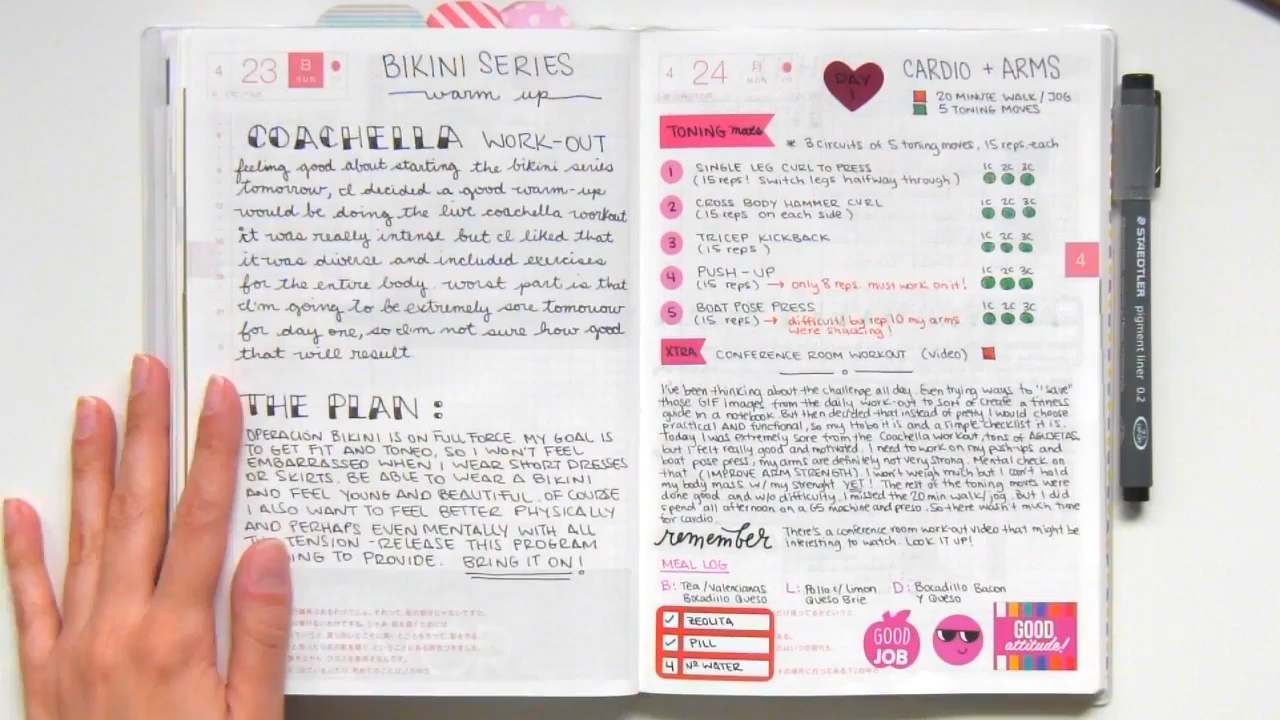 4 23 日 SUN
BIKINI SERIES
warm up
COACHELLA WORK-OUT
feeling good about starting the bikini series
tomorrow, I decided a good warm-up
would be doing the live coachella workout
it was really intense but I liked that
it was diverse and included exercises
for the entire body. worst part is that
I'm going to be extremely sore tomorrow
for day one, so I'm not sure how good
that will result
THE PLAN:
OPERACIÓN BIKINI IS ON FULL FORCE. MY GOAL IS
TO GET FIT AND TONED, SO I WON'T FEEL
EMBARRASSED WHEN I WEAR SHORT DRESSES
OR SKIRTS. BE ABLE TO WEAR A BIKINI
AND FEEL YOUNG AND BEAUTIFUL. OF COURSE
I ALSO WANT TO FEEL BETTER PHYSICALLY
AND PERHAPS EVEN MENTALLY WITH ALL
TENSION-RELEASE THIS PROGRAM
TO PROVIDE. BRING IT ON!
4 24 月 MON
DAY 1
CARDIO + ARMS
20 MINUTE WALK/JOG
5 TONING MOVES
TONING moves
* 3 circuits of 5 toning moves, 15 reps each
1 SINGLE LEG CURL TO PRESS 1C 2C 3C
(15 reps! switch legs halfway through)
2 CROSS BODY HAMMER CURL 1C 2C 3C
(15 reps on each side)
3 TRICEP KICKBACK 1C 2C 3C
(15 reps)
4 PUSH-UP 1C 2C 3C
(15 reps) → only 8 reps. must work on it!
5 BOAT POSE PRESS 1C 2C 3C
(15 reps) → difficult! by rep 10 my arms
were shaking!
4
XTRA CONFERENCE ROOM WORKOUT (video)
I've been thinking about the challenge all day. Even trying ways to "save"
those GIF images from the daily work-out to sort of create a fitness
guide in a notebook. But then decided that instead of pretty I would choose
practical AND functional, so my Hobo it is and a simple checklist it is.
Today I was extremely sore from the Coachella workout, tons of AGUJETAS
but I felt really good and motivated. I need to work on my push-ups and
boat pose press, my arms are definitely not very strong. Mental check on
that (IMPROVE ARM STRENGTH). I won't weigh much but I can't hold
my body mass w/ my strenght YET! The rest of the toning moves were
done good and w/o difficulty. I missed the 20 min walk/jog. But I did
spend all afternoon on a GS machine and preso. So there wasn't much time
for cardio.
remember There's a conference room work-out video that might be
interesting to watch. LOOK IT UP!
MEAL LOG
B: Tea/Valencianas L: Pollo c/ Limon D: Bocadillo Bacon
Bocadillo Queso Queso Brie Y Queso
✓ ZEOLITA
✓ PILL
4 Nº WATER
GOOD JOB
GOOD attitude!
STAEDTLER pigment liner 0.2